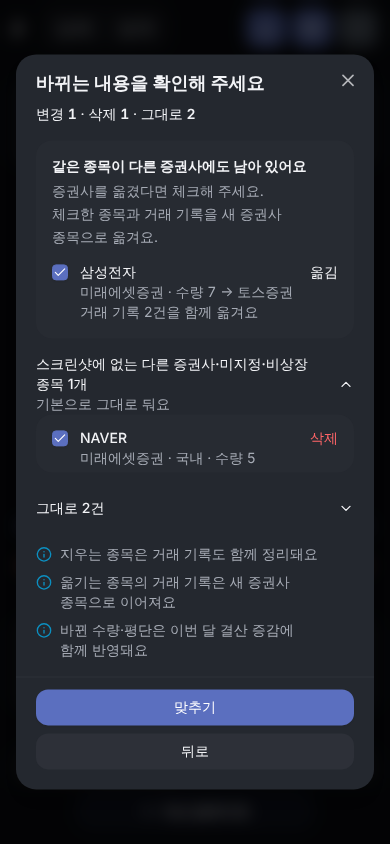 바뀌는 내용을 확인해 주세요
변경 1 · 삭제 1 · 그대로 2
같은 종목이 다른 증권사에도 남아 있어요
증권사를 옮겼다면 체크해 주세요.
체크한 종목과 거래 기록을 새 증권사
종목으로 옮겨요.
삼성전자 옮김
미래에셋증권 · 수량 7 → 토스증권
거래 기록 2건을 함께 옮겨요
스크린샷에 없는 다른 증권사·미지정·비상장
종목 1개
기본으로 그대로 둬요
NAVER 삭제
미래에셋증권 · 국내 · 수량 5
그대로 2건
지우는 종목은 거래 기록도 함께 정리돼요
옮기는 종목의 거래 기록은 새 증권사
종목으로 이어져요
바뀐 수량·평단은 이번 달 결산 증감에
함께 반영돼요
맞추기
뒤로